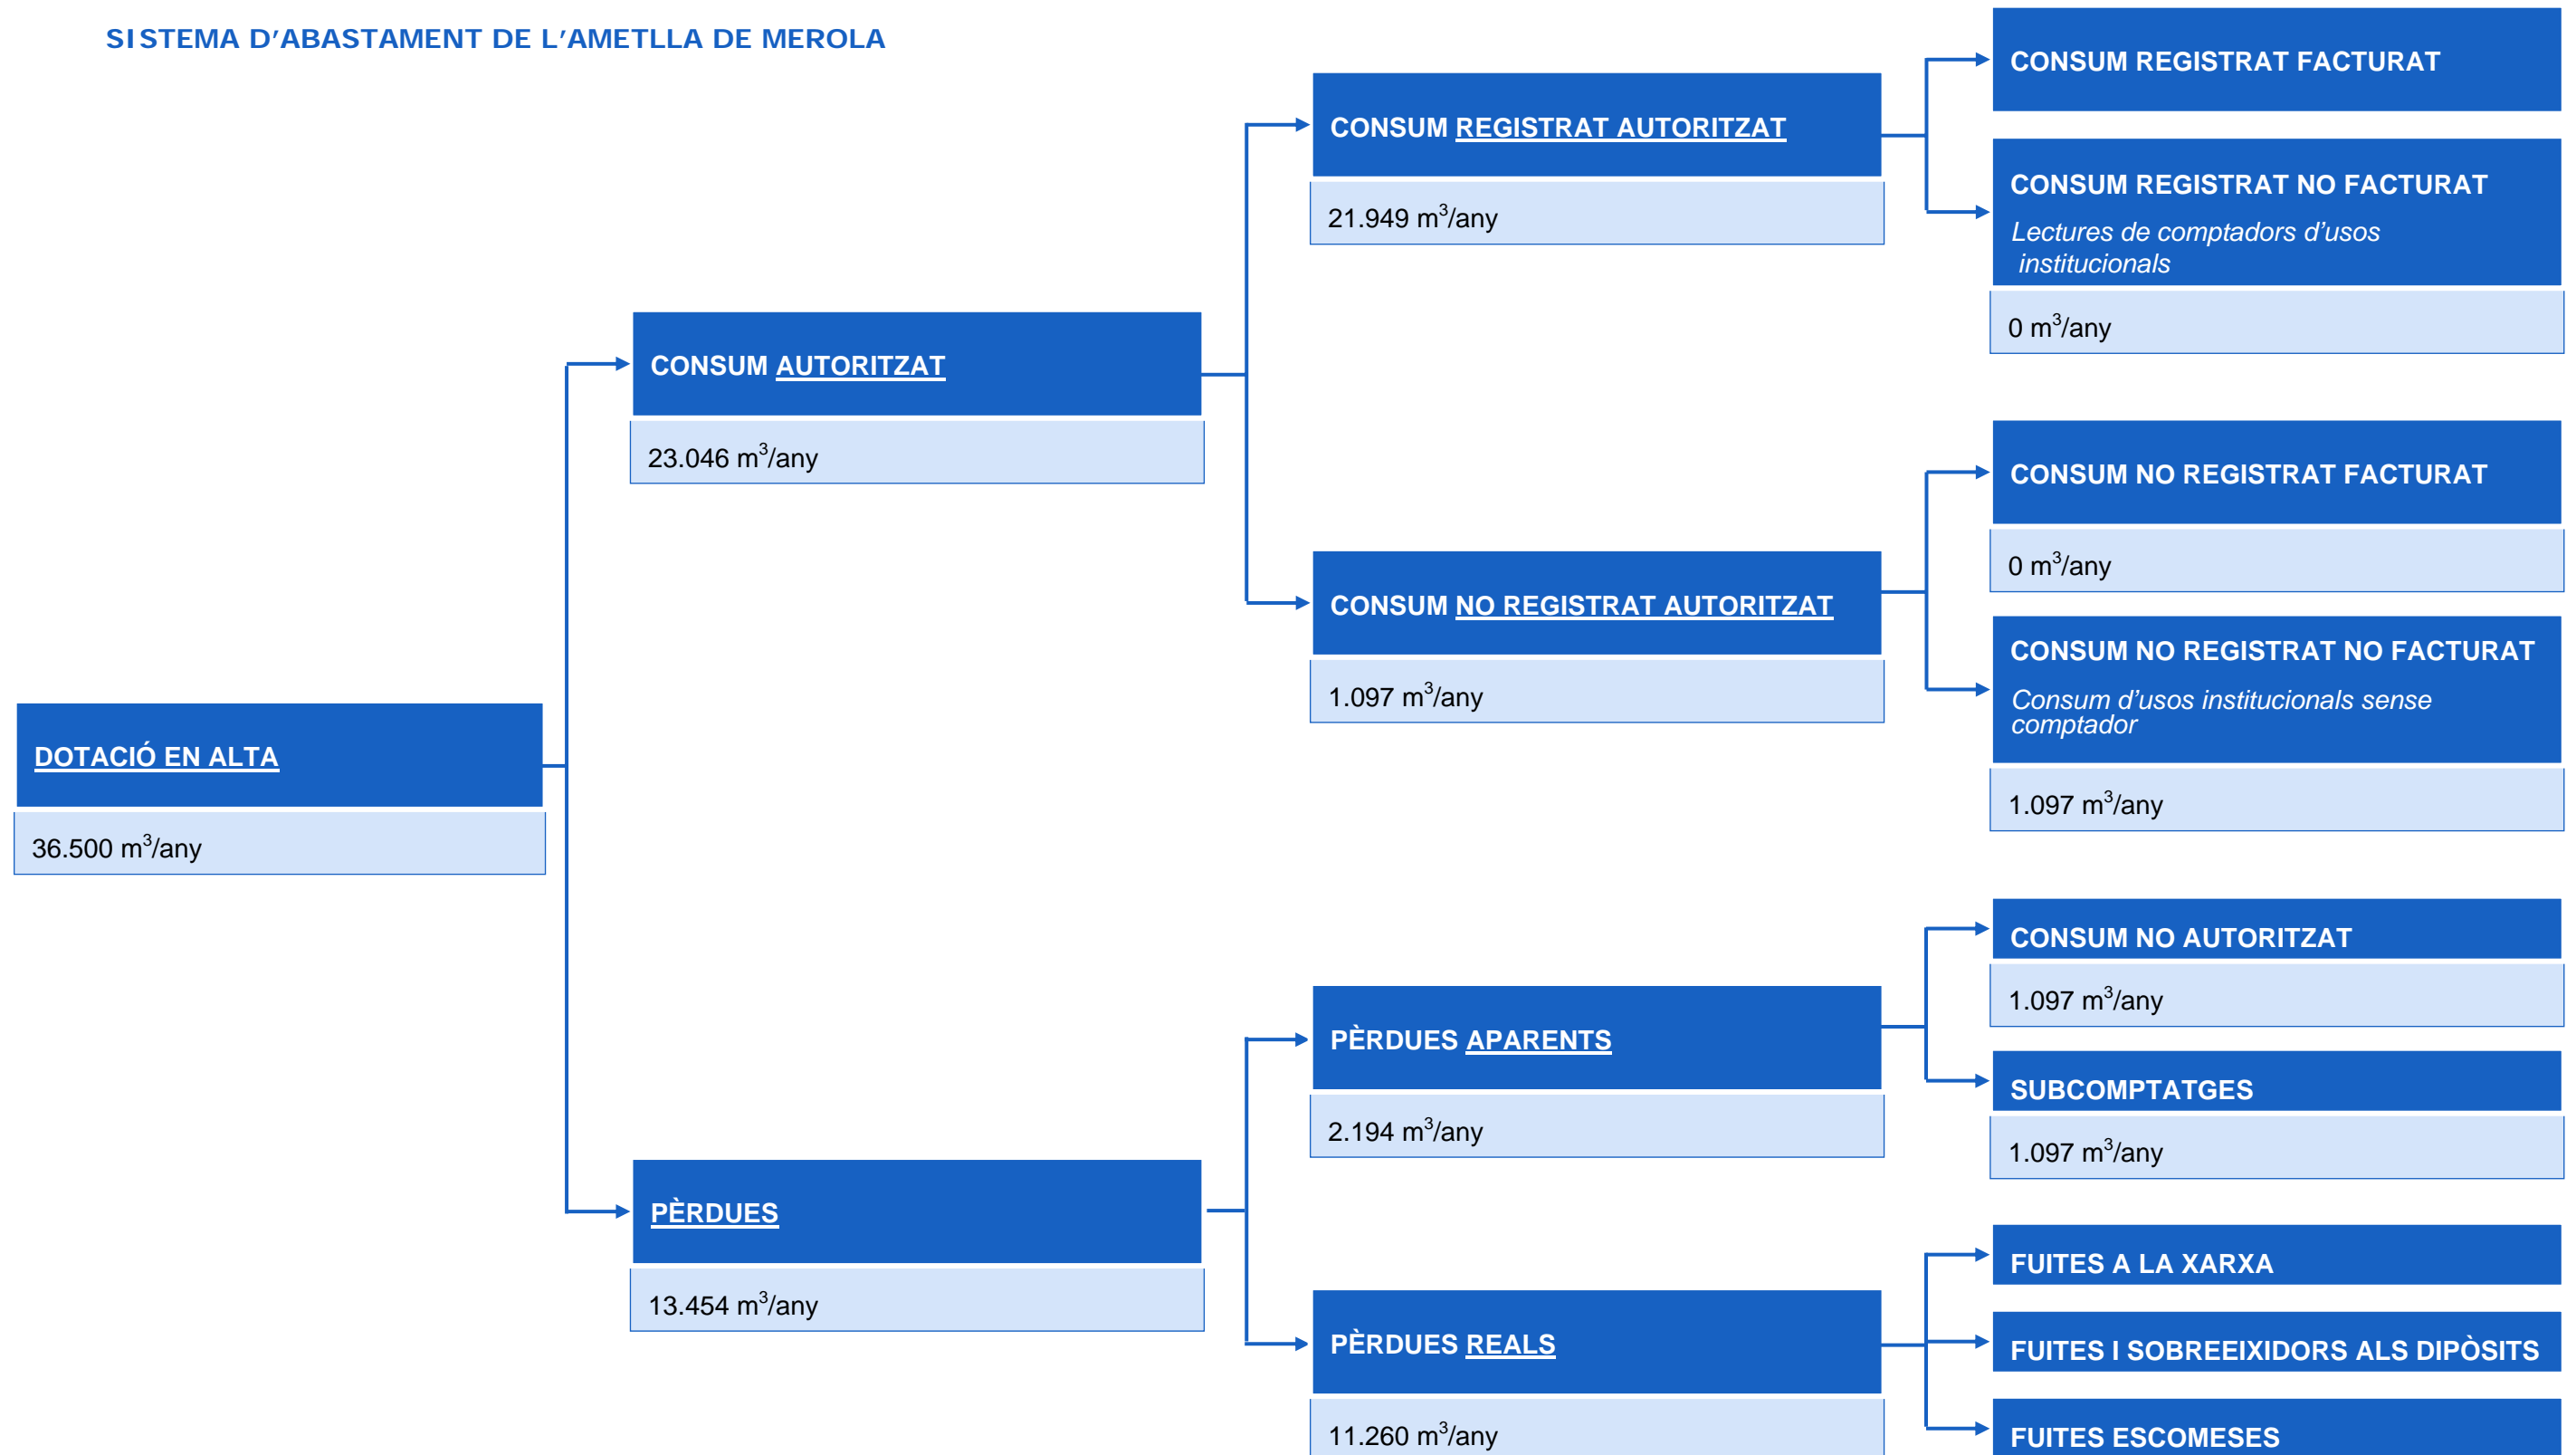 SISTEMA D'ABASTAMENT DE L'AMETLLA DE MEROLA
DOTACIÓ EN ALTA
36.500 m³/any
CONSUM AUTORITZAT
23.046 m³/any
PÈRDUES
13.454 m³/any
CONSUM REGISTRAT AUTORITZAT
21.949 m³/any
CONSUM NO REGISTRAT AUTORITZAT
1.097 m³/any
PÈRDUES APARENTS
2.194 m³/any
PÈRDUES REALS
11.260 m³/any
CONSUM REGISTRAT FACTURAT
CONSUM REGISTRAT NO FACTURAT
Lectures de comptadors d'usos
institucionals
0 m³/any
CONSUM NO REGISTRAT FACTURAT
0 m³/any
CONSUM NO REGISTRAT NO FACTURAT
Consum d'usos institucionals sense
comptador
1.097 m³/any
CONSUM NO AUTORITZAT
1.097 m³/any
SUBCOMPTATGES
1.097 m³/any
FUITES A LA XARXA
FUITES I SOBREEIXIDORS ALS DIPÒSITS
FUITES ESCOMESES